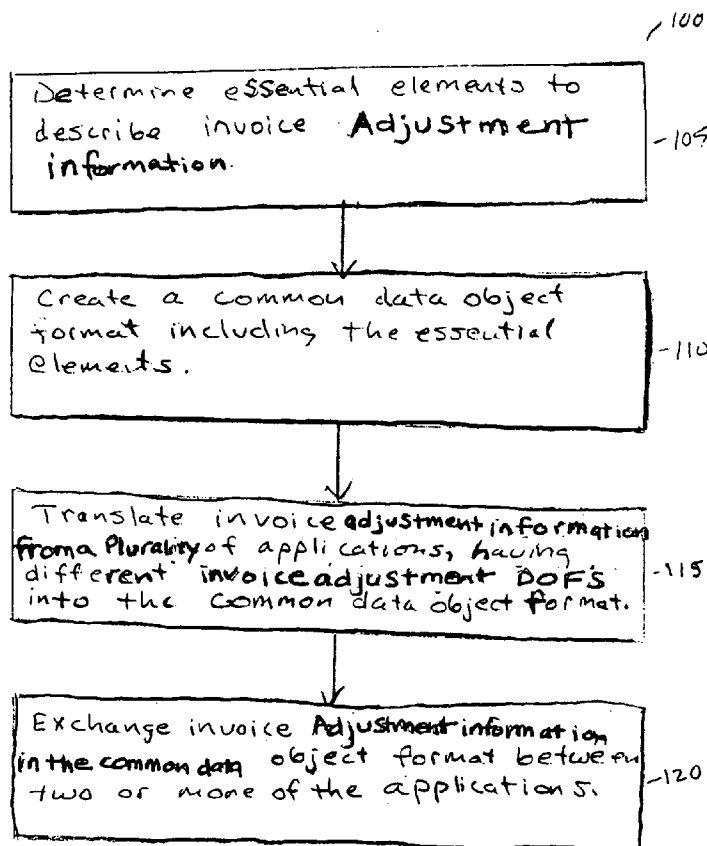 100
Determine essential elements to
describe invoice Adjustment
information.
105
Create a common data object
format including the essential
elements.
110
Translate invoice adjustment information
from a Plurality of applications, having
different invoice adjustment DOFS
into the common data object format.
115
Exchange invoice Adjustment information
in the common data object format between
two or more of the applications.
120